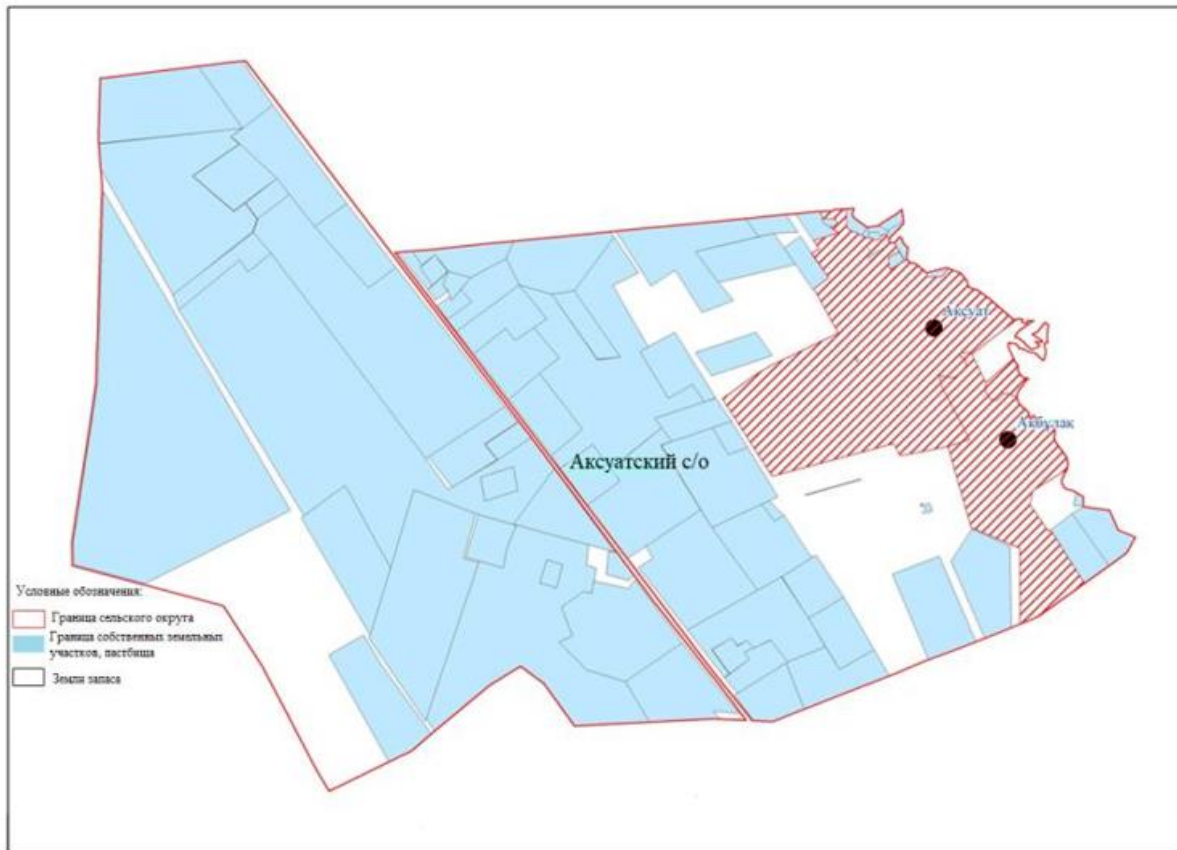 Аксуат
Акбулак
Аксуатский с/о
Условные обозначения:
Граница сельского округа
Граница собственных земельных
участков, пастбища
Земли запаса